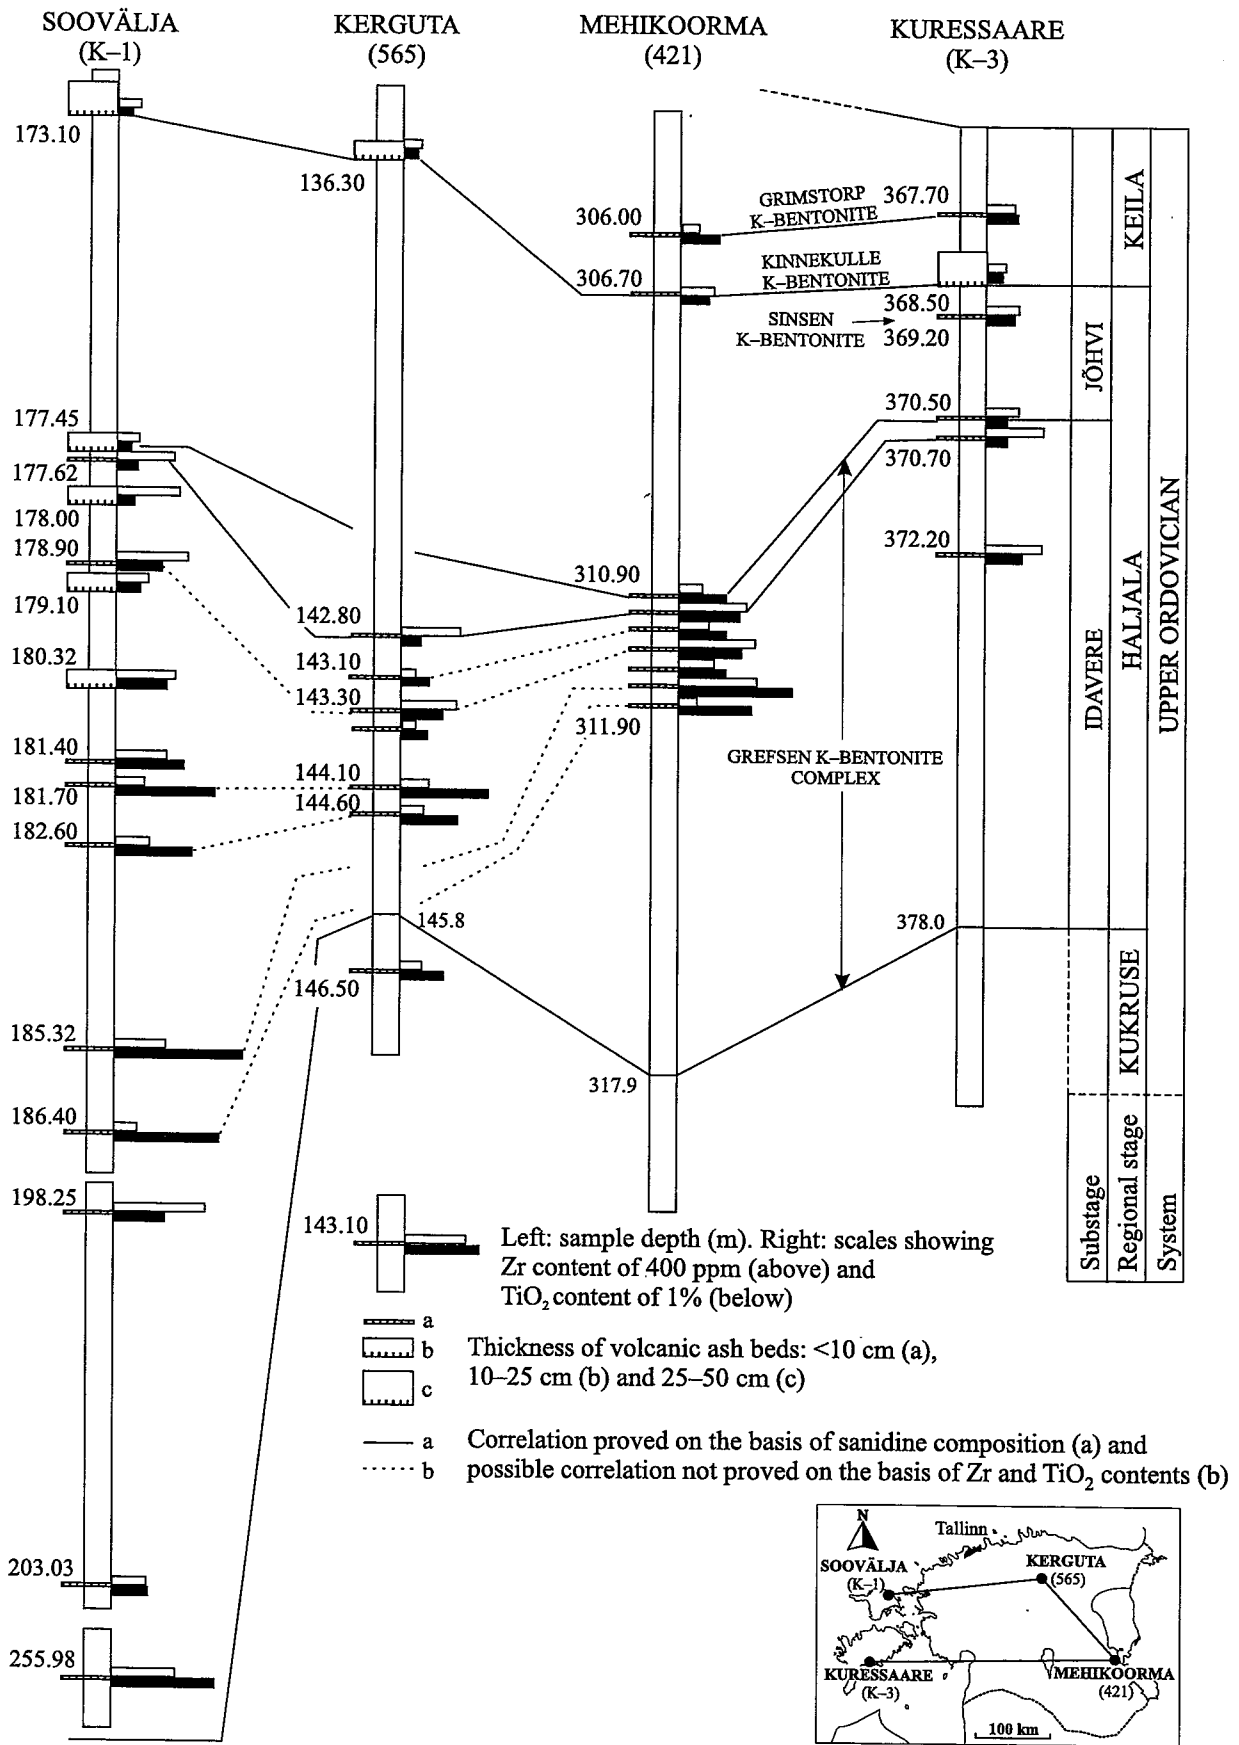 SOOVÄLJA
(K–1)
KERGUTA
(565)
MEHIKOORMA
(421)
KURESSAARE
(K–3)
173.10
177.45
177.62
178.00
178.90
179.10
180.32
181.40
181.70
182.60
185.32
186.40
198.25
203.03
255.98
136.30
142.80
143.10
143.30
144.10
144.60
145.8
146.50
306.00
306.70
310.90
311.90
317.9
GRIMSTORP
K–BENTONITE
KINNEKULLE
K–BENTONITE
SINSEN
K–BENTONITE
GREFSEN K–BENTONITE
COMPLEX
367.70
368.50
369.20
370.50
370.70
372.20
378.0
KEILA
JÕHVI
IDAVERE
HALJALA
KUKRUSE
UPPER ORDOVICIAN
Substage
Regional stage
System
143.10
Left: sample depth (m). Right: scales showing
Zr content of 400 ppm (above) and
TiO₂ content of 1% (below)
a
b
c
Thickness of volcanic ash beds: <10 cm (a),
10–25 cm (b) and 25–50 cm (c)
a
b
Correlation proved on the basis of sanidine composition (a) and
possible correlation not proved on the basis of Zr and TiO₂ contents (b)
N
Tallinn
SOOVÄLJA
(K–1)
KERGUTA
(565)
KURESSAARE
(K–3)
MEHIKOORMA
(421)
100 km